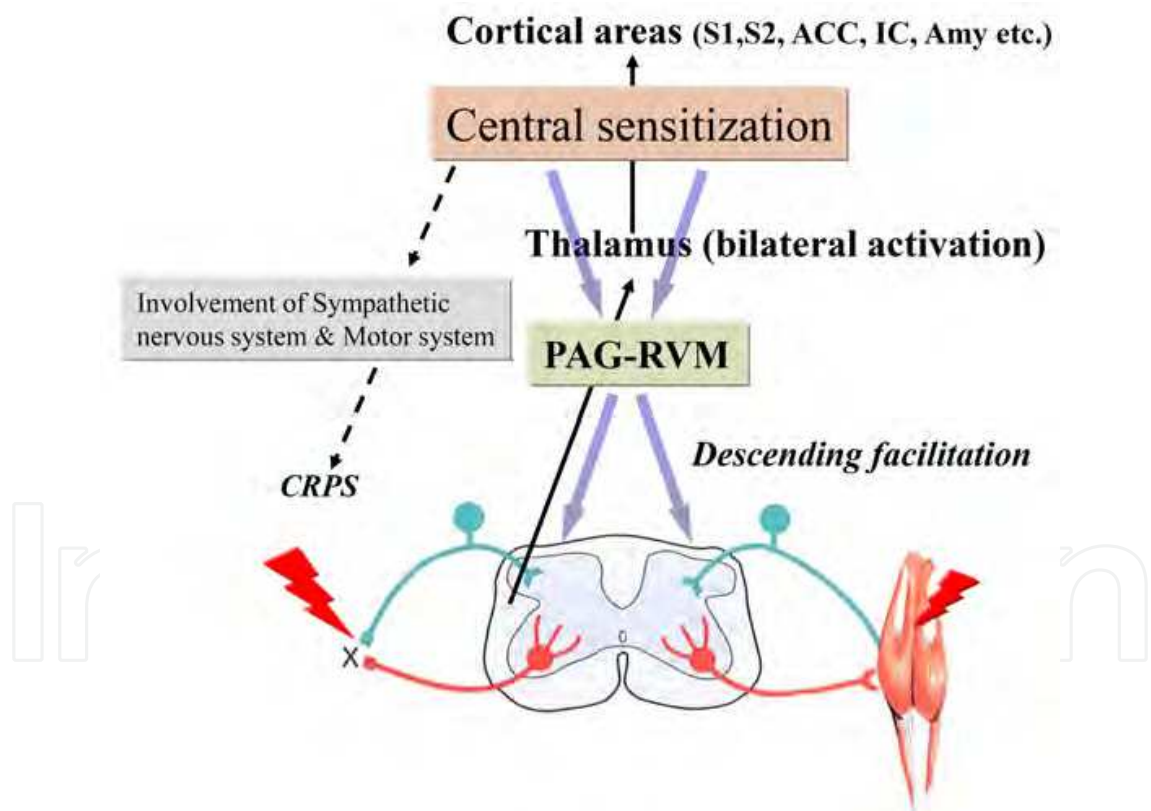 Cortical areas (S1,S2, ACC, IC, Amy etc.)
Central sensitization
Thalamus (bilateral activation)
Involvement of Sympathetic
nervous system & Motor system
PAG-RVM
Descending facilitation
CRPS
X